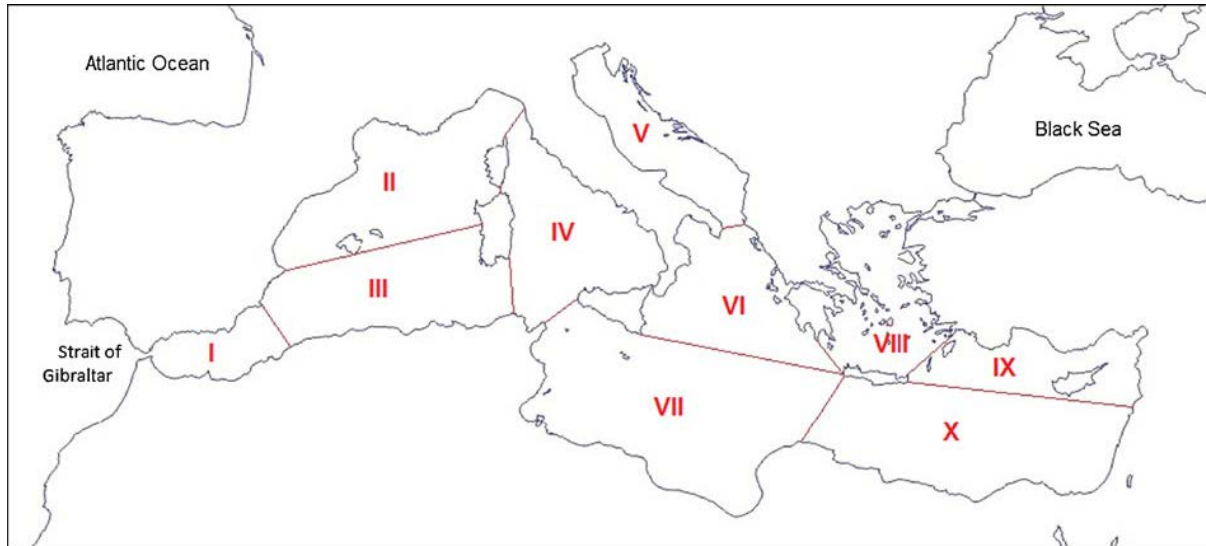 Atlantic Ocean
Black Sea
V
II
IV
III
VI
Strait of
Gibraltar
I
VIII
IX
VII
X